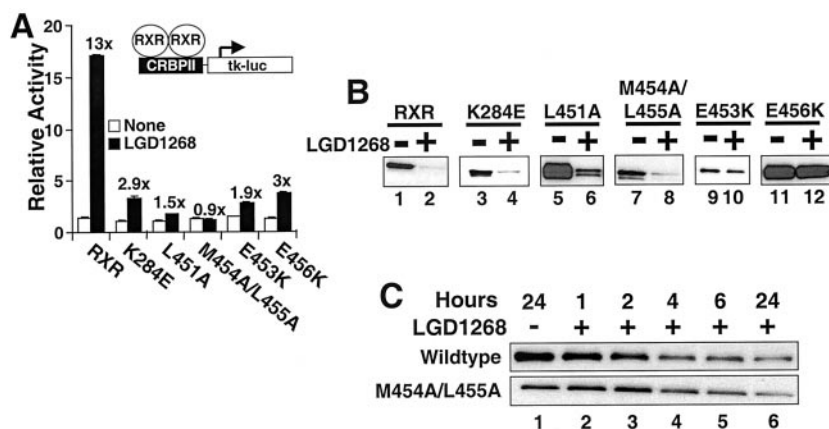 A
20
15
10
5
0
Relative Activity
13x
2.9x
1.5x
0.9x
1.9x
3x
None
LGD1268
RXR RXR
CRBPII tk-luc
RXR
K284E
L451A
M454A/L455A
E453K
E456K
B
RXR K284E L451A M454A/L455A E453K E456K
LGD1268 - + - + - + - + - + - +
1 2 3 4 5 6 7 8 9 10 11 12
C
Hours 24 1 2 4 6 24
LGD1268 - + + + + +
Wildtype
M454A/L455A
1 2 3 4 5 6